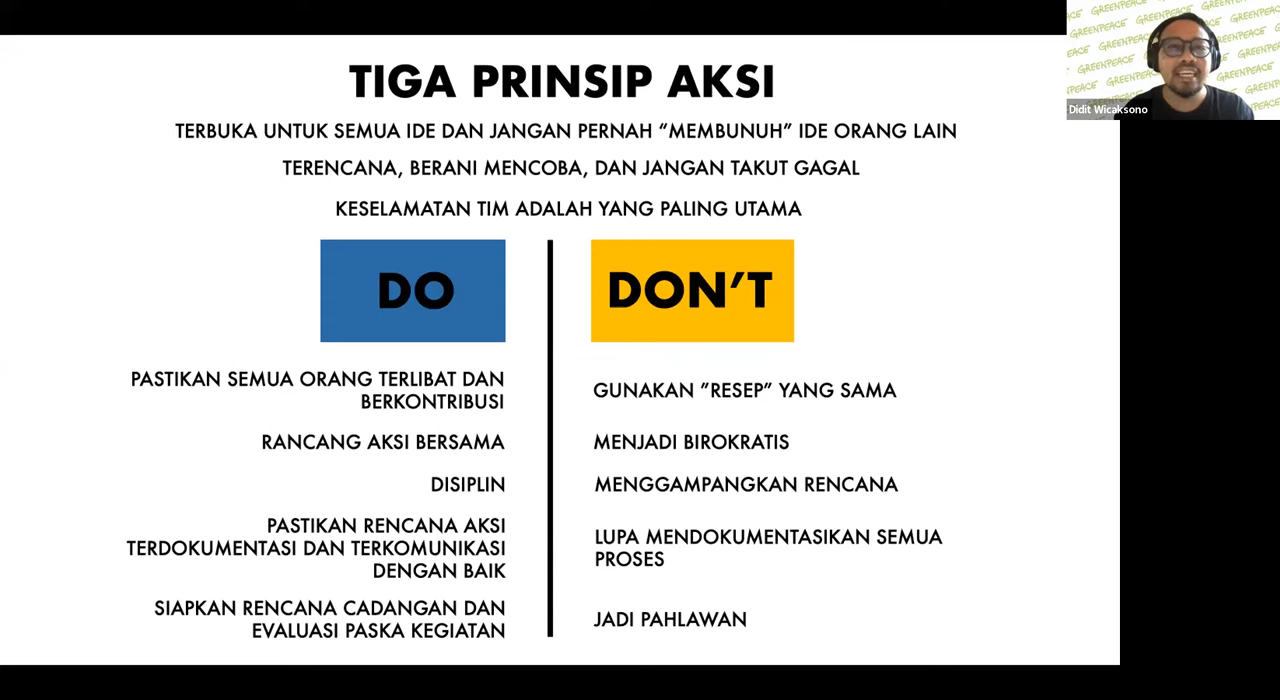 TIGA PRINSIP AKSI
TERBUKA UNTUK SEMUA IDE DAN JANGAN PERNAH “MEMBUNUH” IDE ORANG LAIN
TERENCANA, BERANI MENCOBA, DAN JANGAN TAKUT GAGAL
KESELAMATAN TIM ADALAH YANG PALING UTAMA
DO
PASTIKAN SEMUA ORANG TERLIBAT DAN
BERKONTRIBUSI
RANCANG AKSI BERSAMA
DISIPLIN
PASTIKAN RENCANA AKSI
TERDOKUMENTASI DAN TERKOMUNIKASI
DENGAN BAIK
SIAPKAN RENCANA CADANGAN DAN
EVALUASI PASKA KEGIATAN
DON’T
GUNAKAN ”RESEP” YANG SAMA
MENJADI BIROKRATIS
MENGGAMPANGKAN RENCANA
LUPA MENDOKUMENTASIKAN SEMUA
PROSES
JADI PAHLAWAN
GREENPEACE
Didit Wicaksono